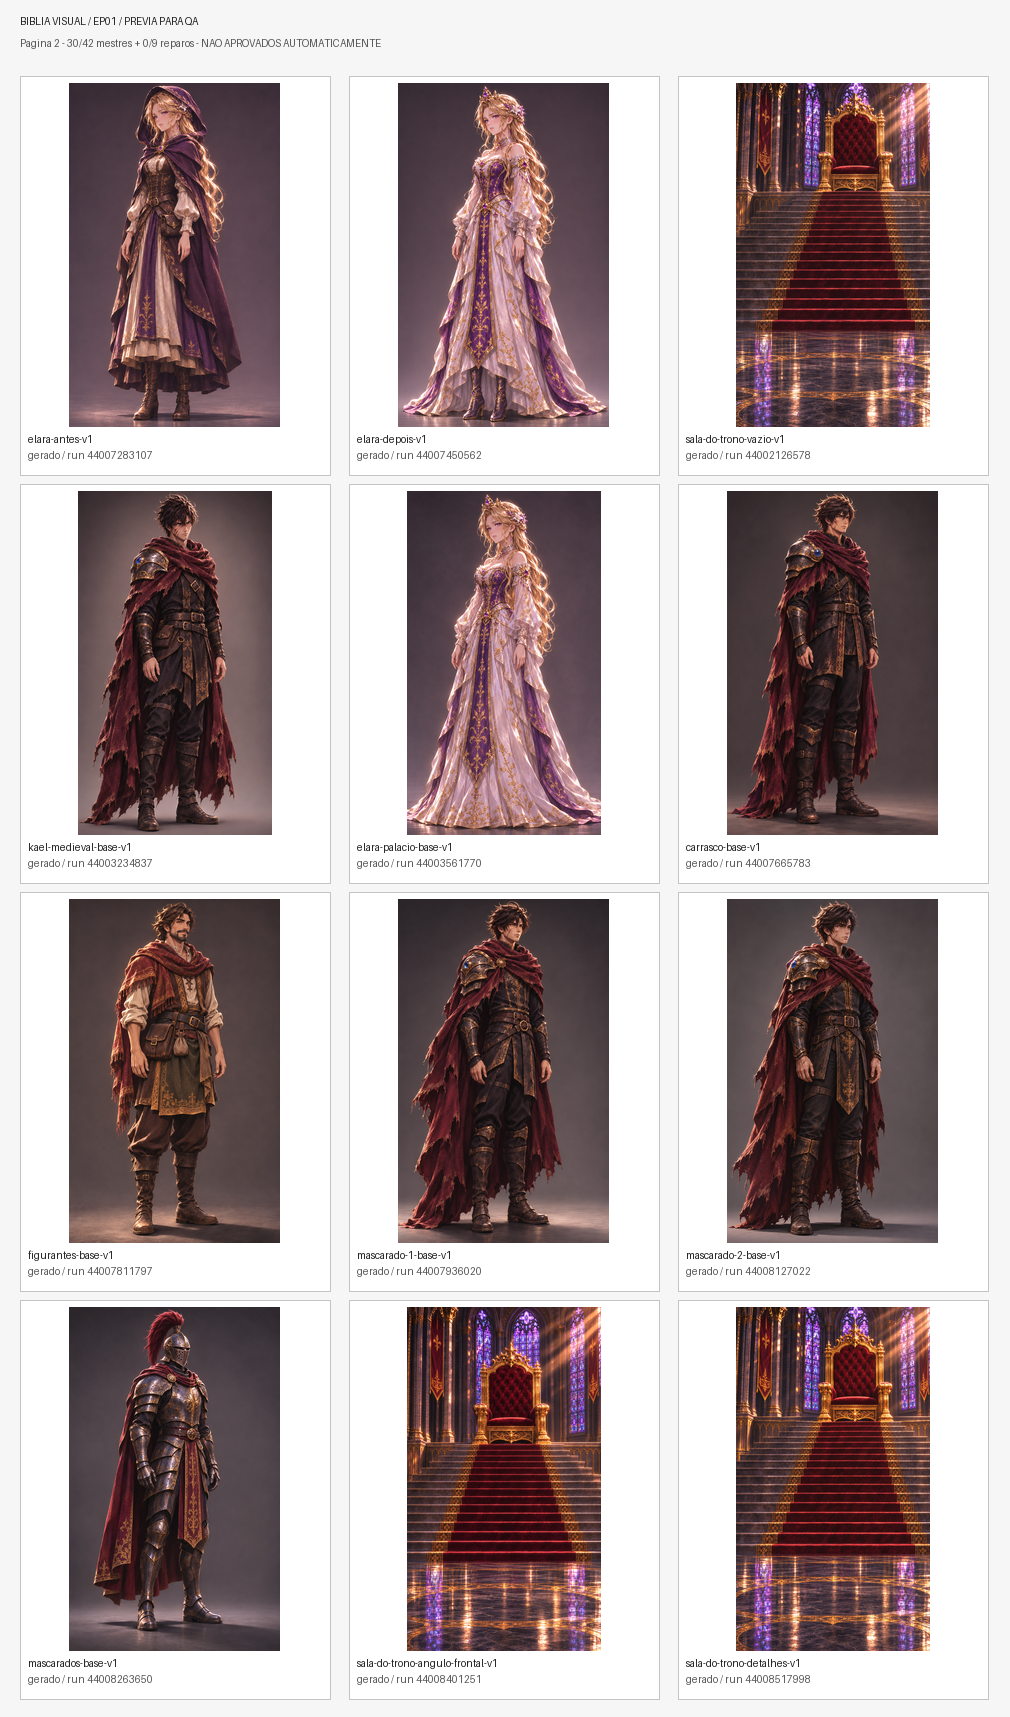 BIBLIA VISUAL / EP01 / PREVIA PARA QA
Pagina 2 - 30/42 mestres + 0/9 reparos - NAO APROVADOS AUTOMATICAMENTE
elara-antes-v1
gerado / run 44007283107
elara-depois-v1
gerado / run 44007450562
sala-do-trono-vazio-v1
gerado / run 44002126578
kael-medieval-base-v1
gerado / run 44003234837
elara-palacio-base-v1
gerado / run 44003561770
carrasco-base-v1
gerado / run 44007665783
figurantes-base-v1
gerado / run 44007811797
mascarado-1-base-v1
gerado / run 44007936020
mascarado-2-base-v1
gerado / run 44008127022
mascarados-base-v1
gerado / run 44008263650
sala-do-trono-angulo-frontal-v1
gerado / run 44008401251
sala-do-trono-detalhes-v1
gerado / run 44008517998